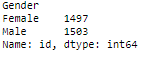 Gender
Female    1497
Male      1503
Name: id, dtype: int64